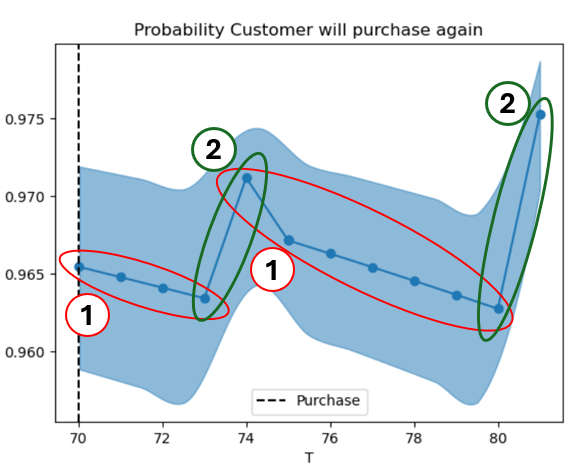 Probability Customer will purchase again
0.975
0.970
0.965
0.960
2
2
1
1
Purchase
70 72 74 76 78 80
T